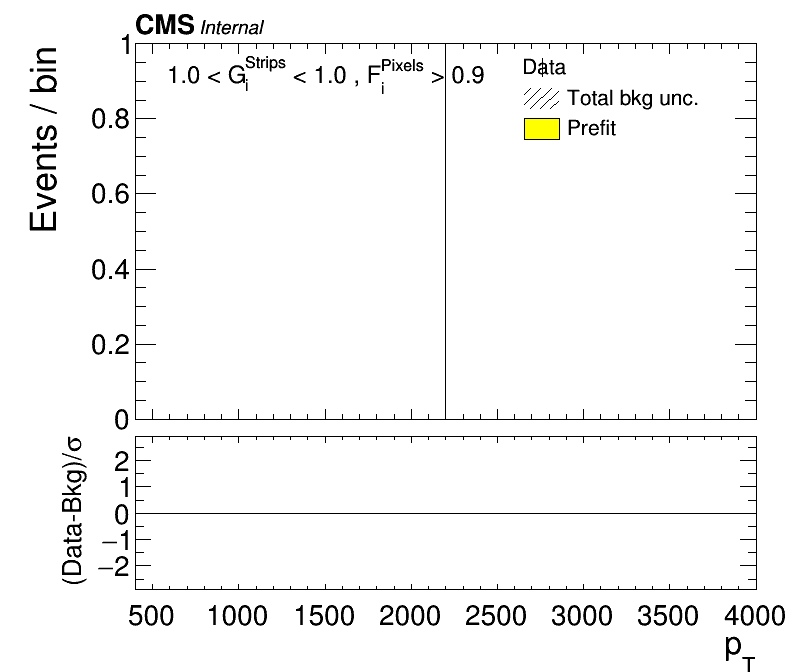 CMS Internal
1
1.0 < G_i^Strips < 1.0 , F_i^Pixels > 0.9
Data
Total bkg unc.
Prefit
Events / bin
0.8
0.6
0.4
0.2
0
(Data-Bkg)/σ
2
1
0
−1
−2
500 1000 1500 2000 2500 3000 3500 4000
p_T